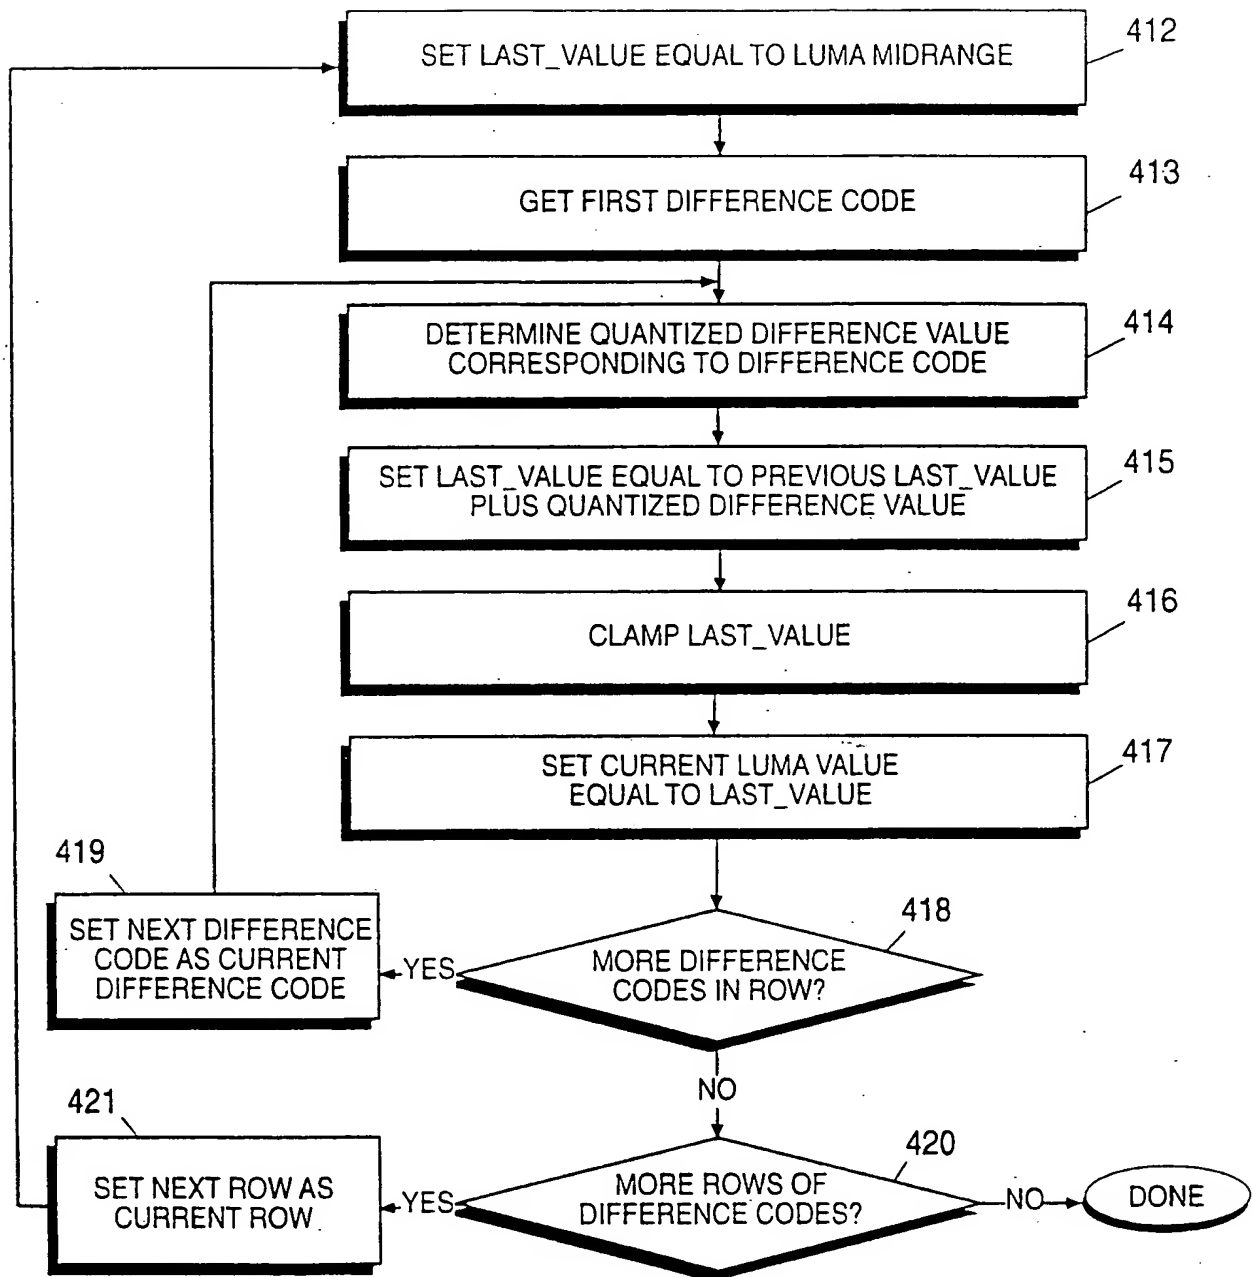 SET LAST_VALUE EQUAL TO LUMA MIDRANGE
412
GET FIRST DIFFERENCE CODE
413
DETERMINE QUANTIZED DIFFERENCE VALUE
CORRESPONDING TO DIFFERENCE CODE
414
SET LAST_VALUE EQUAL TO PREVIOUS LAST_VALUE
PLUS QUANTIZED DIFFERENCE VALUE
415
CLAMP LAST_VALUE
416
SET CURRENT LUMA VALUE
EQUAL TO LAST_VALUE
417
419
SET NEXT DIFFERENCE
CODE AS CURRENT
DIFFERENCE CODE
YES
MORE DIFFERENCE
CODES IN ROW?
418
NO
421
SET NEXT ROW AS
CURRENT ROW
YES
MORE ROWS OF
DIFFERENCE CODES?
420
NO
DONE